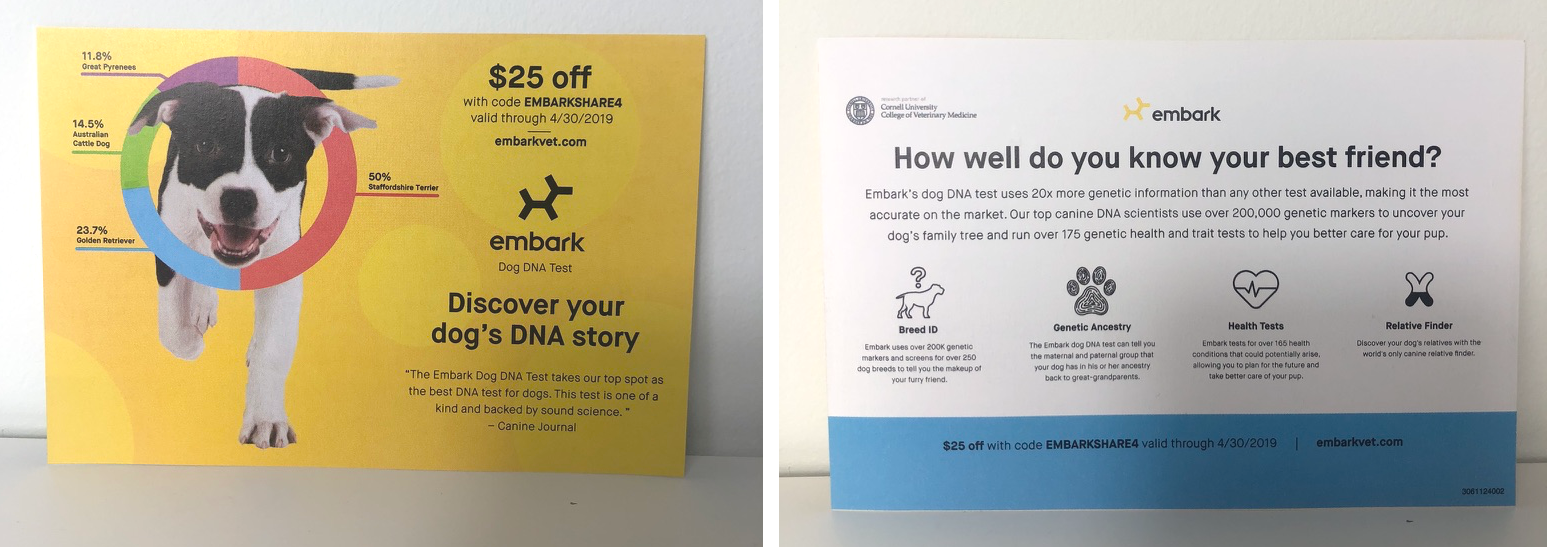 11.8%
Great Pyrenees
14.5%
Australian
Cattle Dog
23.7%
Golden Retriever
50%
Staffordshire Terrier
$25 off
with code EMBARKSHARE4
valid through 4/30/2019
embarkvet.com
embark
Dog DNA Test
Discover your
dog's DNA story
"The Embark Dog DNA Test takes our top spot as
the best DNA test for dogs. This test is one of a
kind and backed by sound science. "
– Canine Journal
research partner of
Cornell University
College of Veterinary Medicine
embark
How well do you know your best friend?
Embark's dog DNA test uses 20x more genetic information than any other test available, making it the most
accurate on the market. Our top canine DNA scientists use over 200,000 genetic markers to uncover your
dog's family tree and run over 175 genetic health and trait tests to help you better care for your pup.
?
Breed ID
Embark uses over 200K genetic
markers and screens for over 250
dog breeds to tell you the makeup of
your furry friend.
Genetic Ancestry
The Embark dog DNA test can tell you
the maternal and paternal group that
your dog has in his or her ancestry
back to great-grandparents.
Health Tests
Embark tests for over 165 health
conditions that could potentially arise,
allowing you to plan for the future and
take better care of your pup.
Relative Finder
Discover your dog's relatives with the
world's only canine relative finder.
$25 off with code EMBARKSHARE4 valid through 4/30/2019 | embarkvet.com
3061124002